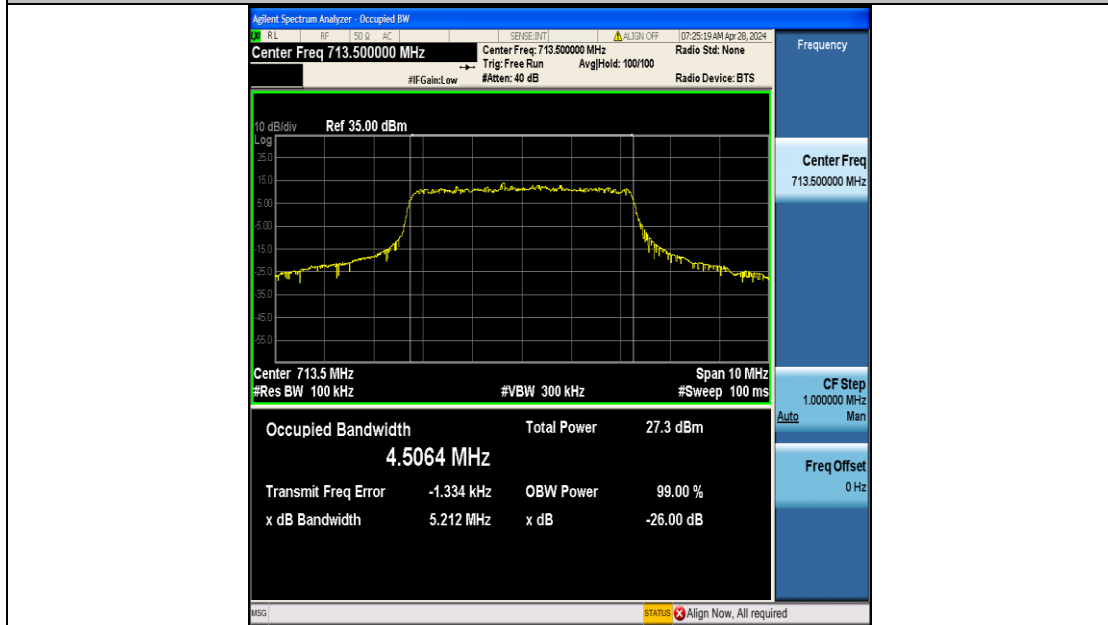 Agilent Spectrum Analyzer - Occupied BW
RL RF 50 Ω AC SENSE:INT ALIGN OFF 07:25:19 AM Apr 28, 2024
Center Freq 713.500000 MHz
Center Freq: 713.500000 MHz Radio Std: None
Trig: Free Run Avg|Hold: 100/100
#IFGain:Low #Atten: 40 dB Radio Device: BTS
10 dB/div Ref 35.00 dBm
Log
25.0
15.0
5.00
-5.00
-15.0
-25.0
-35.0
-45.0
-55.0
Center 713.5 MHz Span 10 MHz
#Res BW 100 kHz #VBW 300 kHz #Sweep 100 ms
Occupied Bandwidth Total Power 27.3 dBm
4.5064 MHz
Transmit Freq Error -1.334 kHz OBW Power 99.00 %
x dB Bandwidth 5.212 MHz x dB -26.00 dB
Frequency
Center Freq
713.500000 MHz
CF Step
1.000000 MHz
Auto Man
Freq Offset
0 Hz
MSG STATUS Align Now, All required